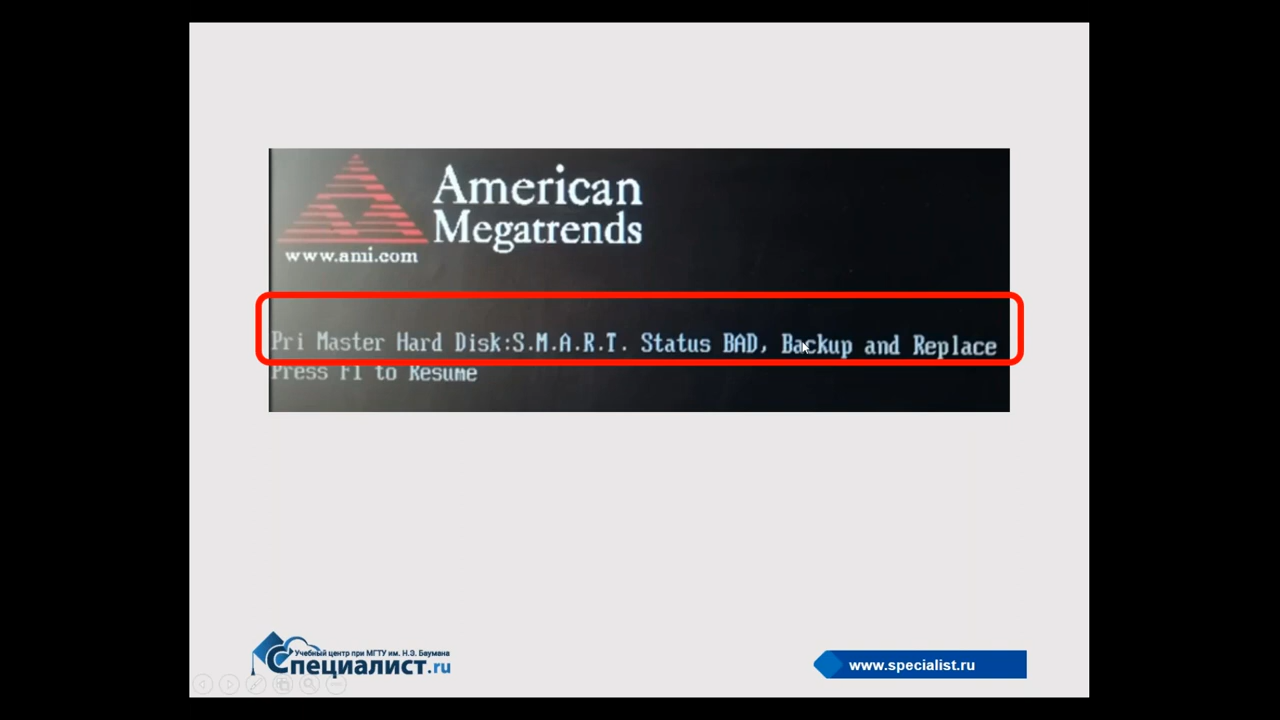 American
Megatrends
www.ami.com
Pri Master Hard Disk:S.M.A.R.T. Status BAD, Backup and Replace
Press F1 to Resume
Учебный центр при МГТУ им. Н.Э. Баумана
Специалист.ru
www.specialist.ru